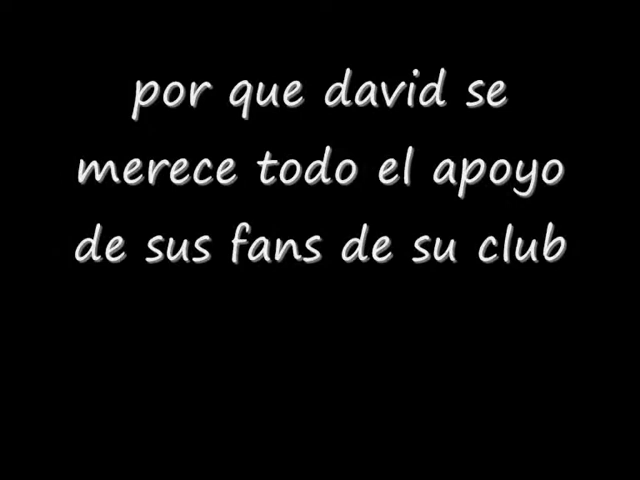 por que david se
merece todo el apoyo
de sus fans de su club